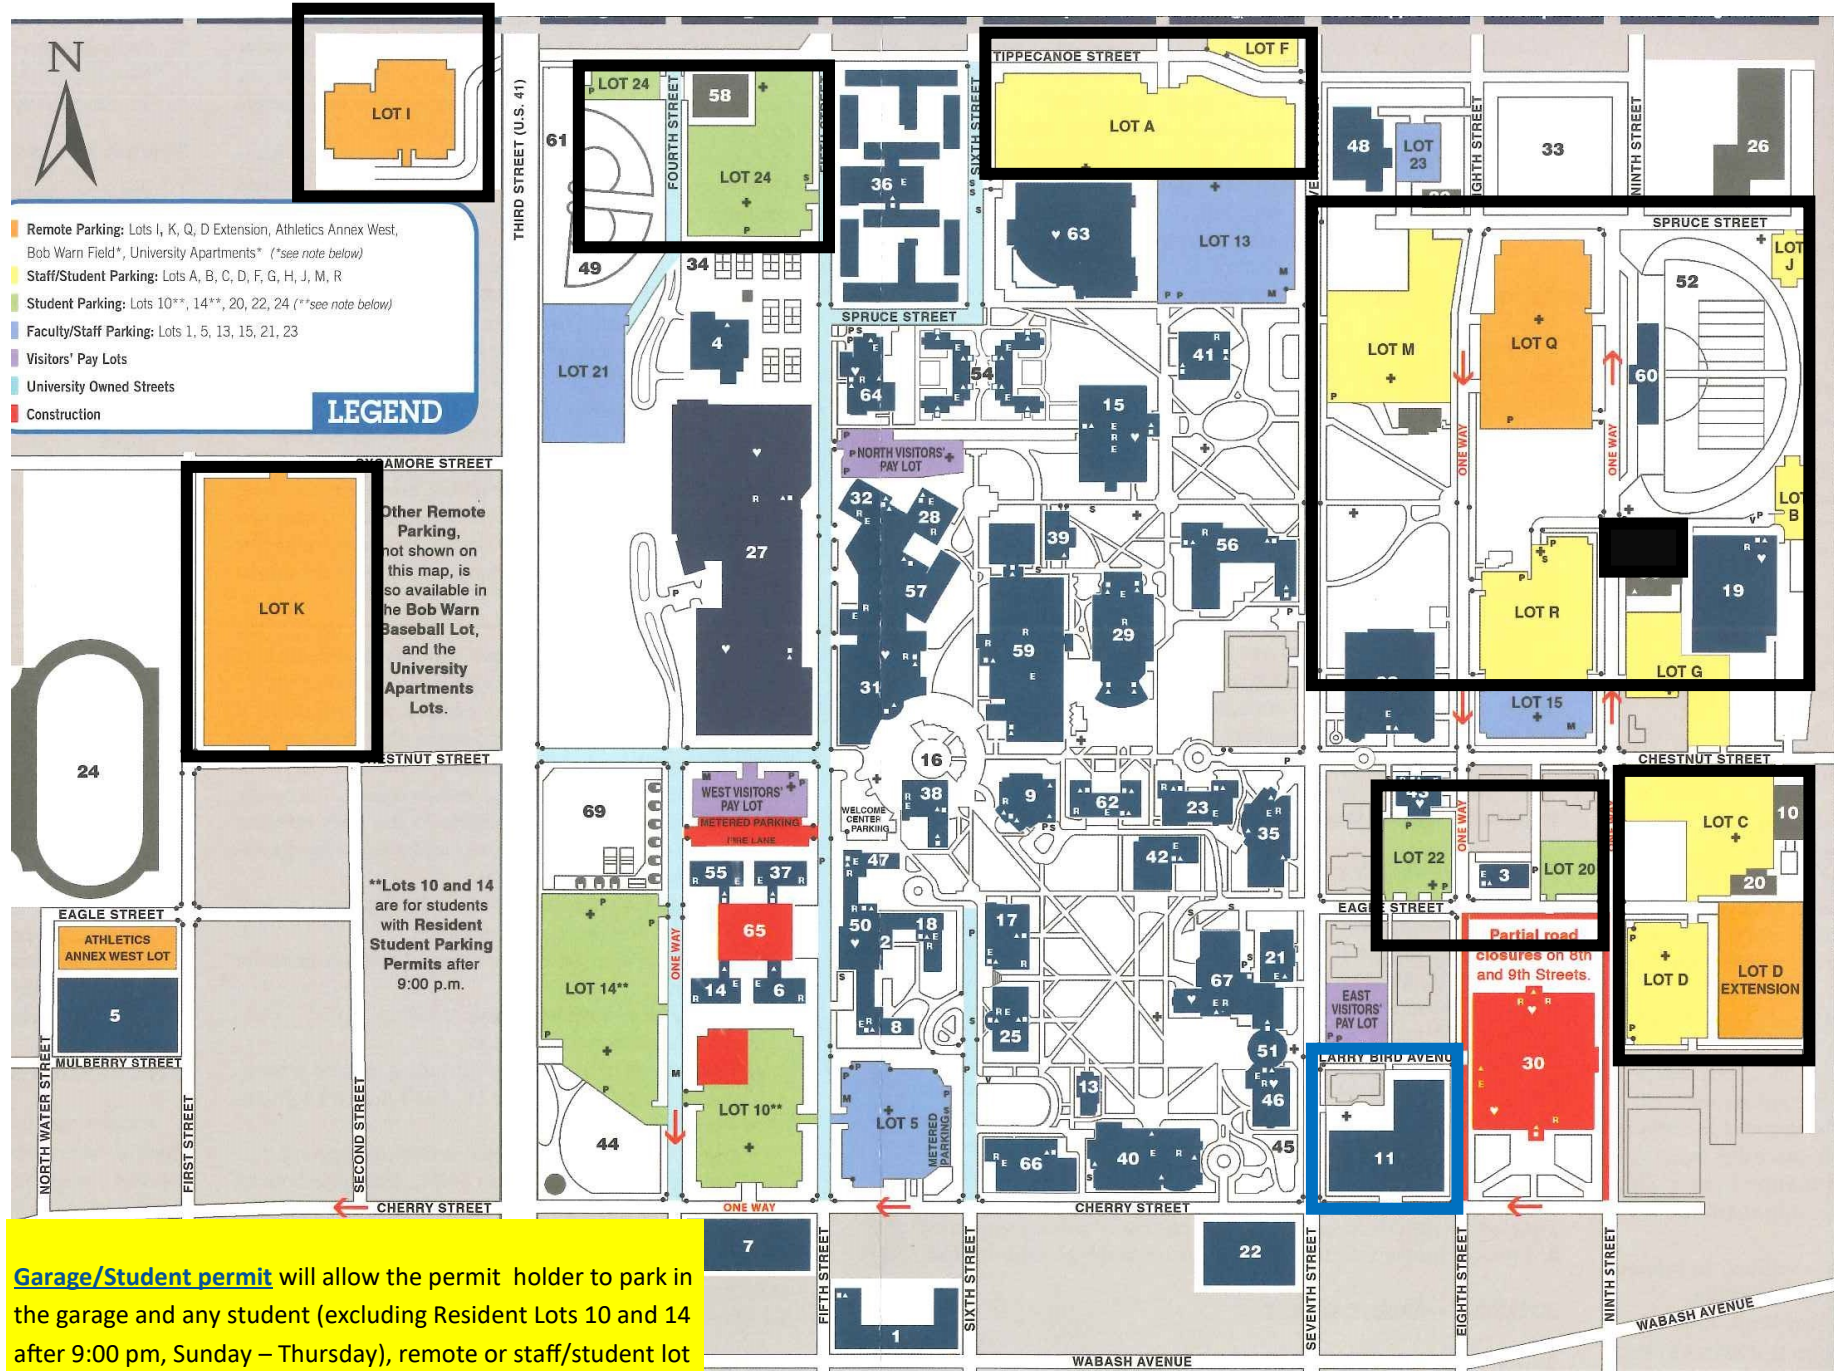 N
LOT I
Remote Parking: Lots I, K, Q, D Extension, Athletics Annex West,
Bob Warn Field*, University Apartments* (*see note below)
Staff/Student Parking: Lots A, B, C, D, F, G, H, J, M, R
Student Parking: Lots 10**, 14**, 20, 22, 24 (**see note below)
Faculty/Staff Parking: Lots 1, 5, 13, 15, 21, 23
Visitors' Pay Lots
University Owned Streets
Construction
LEGEND
THIRD STREET (U.S. 41)
61
LOT 24
58
FOURTH STREET
LOT 24
49
34
LOT 21
4
36
SIXTH STREET
SPRUCE STREET
TIPPECANOE STREET
LOT F
LOT A
63
LOT 13
48
LOT
23
EIGHTH STREET
33
NINTH STREET
26
SPRUCE STREET
LOT
J
52
LOT M
LOT Q
60
ONE WAY
ONE WAY
64
54
41
15
NORTH VISITORS'
PAY LOT
32
28
39
56
27
57
59
29
31
LOT
B
LOT R
19
LOT G
LOT 15
SYCAMORE STREET
Other Remote
Parking,
not shown on
this map, is
so available in
he Bob Warn
Baseball Lot,
and the
University
Apartments
Lots.
LOT K
24
CHESTNUT STREET
CHESTNUT STREET
16
WEST VISITORS'
PAY LOT
METERED PARKING
FIRE LANE
WELCOME
CENTER
PARKING
38
9
62
23
35
43
69
55
37
47
42
LOT 22
ONE WAY
3
LOT 20
LOT C
10
20
EAGLE STREET
EAGLE STREET
**Lots 10 and 14
are for students
with Resident
Student Parking
Permits after
9:00 p.m.
ATHLETICS
ANNEX WEST LOT
5
MULBERRY STREET
LOT 14**
ONE WAY
65
14
6
50
2
18
8
17
25
67
21
51
46
13
Partial road
closures on 8th
and 9th Streets.
LOT D
LOT D
EXTENSION
EAST
VISITORS'
PAY LOT
LARRY BIRD AVENUE
30
11
NORTH WATER STREET
FIRST STREET
SECOND STREET
44
LOT 10**
LOT 5
METERED
PARKING
66
40
45
CHERRY STREET
ONE WAY
CHERRY STREET
7
22
1
FIFTH STREET
SIXTH STREET
SEVENTH STREET
EIGHTH STREET
NINTH STREET
WABASH AVENUE
WABASH AVENUE
Garage/Student permit will allow the permit holder to park in
the garage and any student (excluding Resident Lots 10 and 14
after 9:00 pm, Sunday – Thursday), remote or staff/student lot